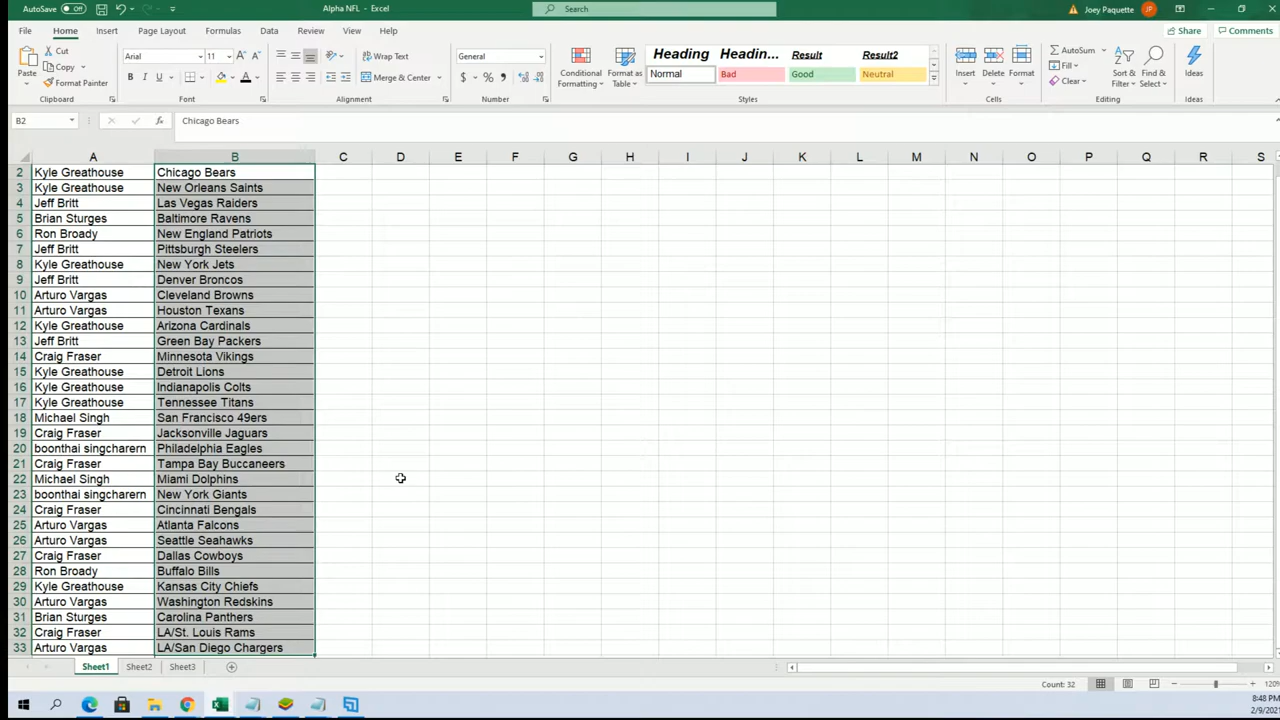 AutoSave Off Alpha NFL - Excel Search Joey Paquette JP
File Home Insert Page Layout Formulas Data Review View Help Share Comments
Paste Cut Copy Format Painter Clipboard
Arial 11 B I U A Font
Wrap Text Merge & Center Alignment
General $ % Number
Conditional Formatting Format as Table
Heading Headin... Result Result2
Normal Bad Good Neutral
Styles
Insert Delete Format Cells
AutoSum Fill Clear Sort & Filter Find & Select Editing
Ideas Ideas
B2 fx Chicago Bears
A B C D E F G H I J K L M N O P Q R S
2 Kyle Greathouse Chicago Bears
3 Kyle Greathouse New Orleans Saints
4 Jeff Britt Las Vegas Raiders
5 Brian Sturges Baltimore Ravens
6 Ron Broady New England Patriots
7 Jeff Britt Pittsburgh Steelers
8 Kyle Greathouse New York Jets
9 Jeff Britt Denver Broncos
10 Arturo Vargas Cleveland Browns
11 Arturo Vargas Houston Texans
12 Kyle Greathouse Arizona Cardinals
13 Jeff Britt Green Bay Packers
14 Craig Fraser Minnesota Vikings
15 Kyle Greathouse Detroit Lions
16 Kyle Greathouse Indianapolis Colts
17 Kyle Greathouse Tennessee Titans
18 Michael Singh San Francisco 49ers
19 Craig Fraser Jacksonville Jaguars
20 boonthai singcharern Philadelphia Eagles
21 Craig Fraser Tampa Bay Buccaneers
22 Michael Singh Miami Dolphins
23 boonthai singcharern New York Giants
24 Craig Fraser Cincinnati Bengals
25 Arturo Vargas Atlanta Falcons
26 Arturo Vargas Seattle Seahawks
27 Craig Fraser Dallas Cowboys
28 Ron Broady Buffalo Bills
29 Kyle Greathouse Kansas City Chiefs
30 Arturo Vargas Washington Redskins
31 Brian Sturges Carolina Panthers
32 Craig Fraser LA/St. Louis Rams
33 Arturo Vargas LA/San Diego Chargers
Sheet1 Sheet2 Sheet3
Count: 32 120%
8:48 PM